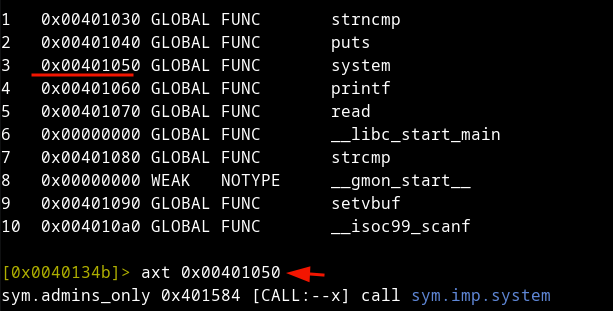 1 0x00401030 GLOBAL FUNC strncmp
2 0x00401040 GLOBAL FUNC puts
3 0x00401050 GLOBAL FUNC system
4 0x00401060 GLOBAL FUNC printf
5 0x00401070 GLOBAL FUNC read
6 0x00000000 GLOBAL FUNC __libc_start_main
7 0x00401080 GLOBAL FUNC strcmp
8 0x00000000 WEAK NOTYPE __gmon_start__
9 0x00401090 GLOBAL FUNC setvbuf
10 0x004010a0 GLOBAL FUNC __isoc99_scanf
[0x0040134b]> axt 0x00401050
sym.admins_only 0x401584 [CALL:--x] call sym.imp.system